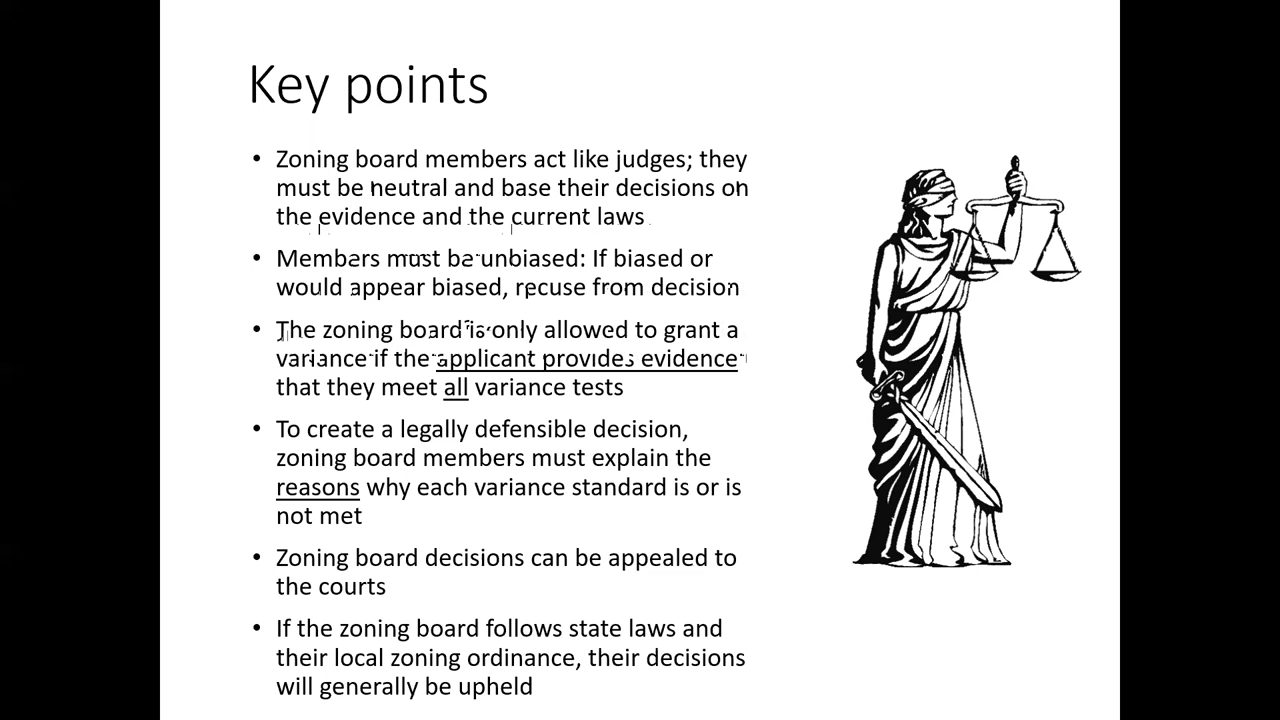 Key points
• Zoning board members act like judges; they
must be neutral and base their decisions on
the evidence and the current laws
• Members must be unbiased: If biased or
would appear biased, recuse from decision
• The zoning board is only allowed to grant a
variance if the applicant provides evidence
that they meet all variance tests
• To create a legally defensible decision,
zoning board members must explain the
reasons why each variance standard is or is
not met
• Zoning board decisions can be appealed to
the courts
• If the zoning board follows state laws and
their local zoning ordinance, their decisions
will generally be upheld